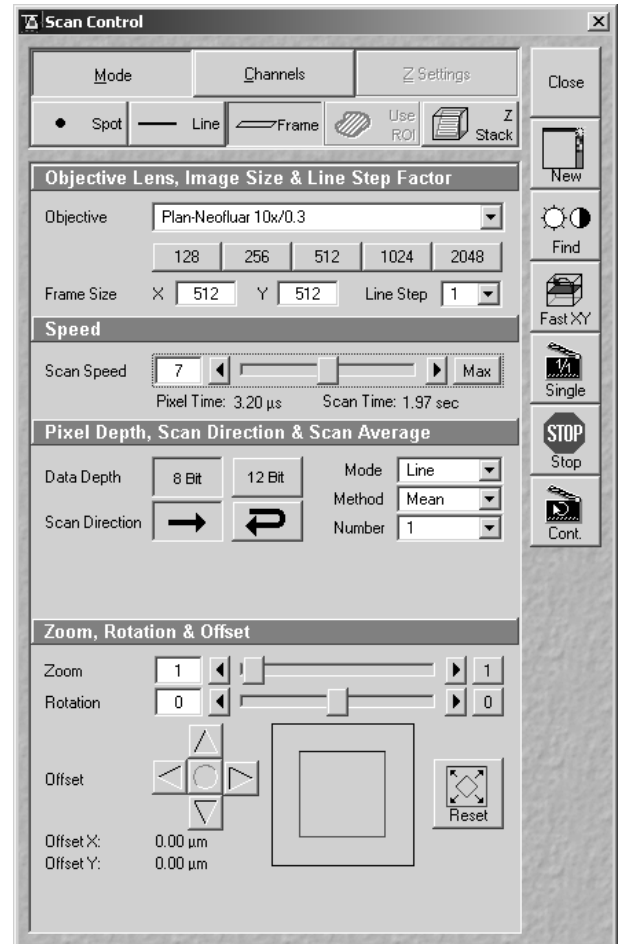 Scan Control
Mode Channels Z Settings
Spot Line Frame Use ROI Z Stack
Close
New
Find
Fast XY
1/1
Single
STOP
Stop
Cont.
Objective Lens, Image Size & Line Step Factor
Objective Plan-Neofluar 10x/0.3
128 256 512 1024 2048
Frame Size X 512 Y 512 Line Step 1
Speed
Scan Speed 7 Max
Pixel Time: 3.20 µs Scan Time: 1.97 sec
Pixel Depth, Scan Direction & Scan Average
Data Depth 8 Bit 12 Bit Mode Line
Method Mean
Scan Direction Number 1
Zoom, Rotation & Offset
Zoom 1 1
Rotation 0 0
Offset
Reset
Offset X: 0.00 µm
Offset Y: 0.00 µm